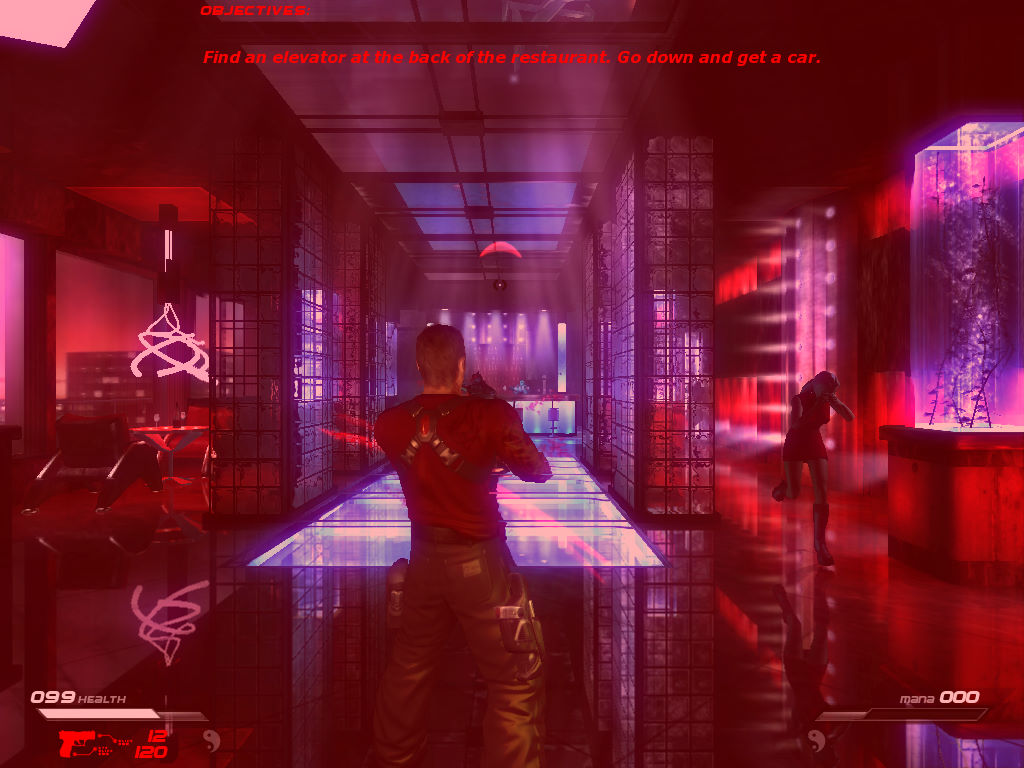 OBJECTIVES:
Find an elevator at the back of the restaurant. Go down and get a car.
099 HEALTH
mana 000
12
120